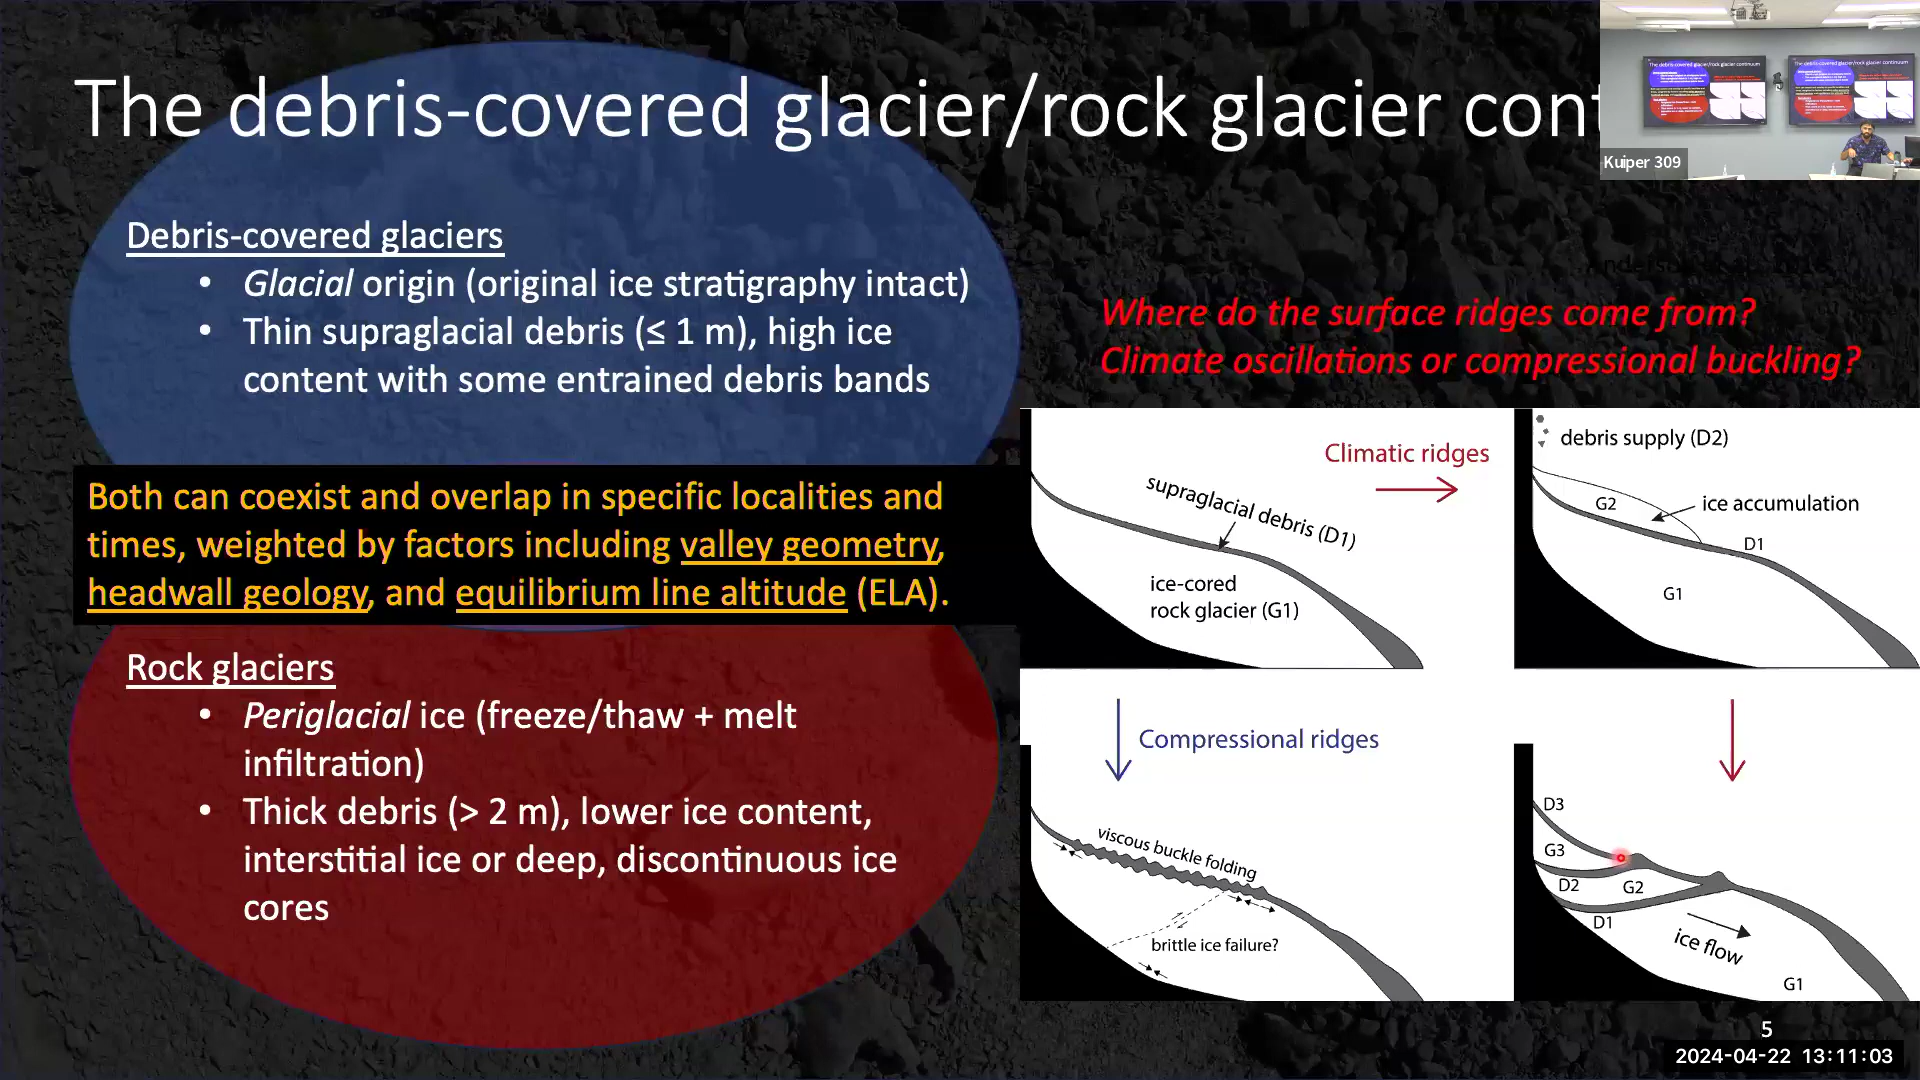 The debris-covered glacier/rock glacier cont
Kuiper 309
Debris-covered glaciers
• Glacial origin (original ice stratigraphy intact)
• Thin supraglacial debris (≤ 1 m), high ice
content with some entrained debris bands
Both can coexist and overlap in specific localities and
times, weighted by factors including valley geometry,
headwall geology, and equilibrium line altitude (ELA).
Rock glaciers
• Periglacial ice (freeze/thaw + melt
infiltration)
• Thick debris (> 2 m), lower ice content,
interstitial ice or deep, discontinuous ice
cores
Where do the surface ridges come from?
Climate oscillations or compressional buckling?
Climatic ridges
supraglacial debris (D1)
ice-cored
rock glacier (G1)
debris supply (D2)
G2
ice accumulation
D1
G1
Compressional ridges
viscous buckle folding
brittle ice failure?
D3
G3
D2
G2
D1
ice flow
G1
5
2024-04-22 13:11:03